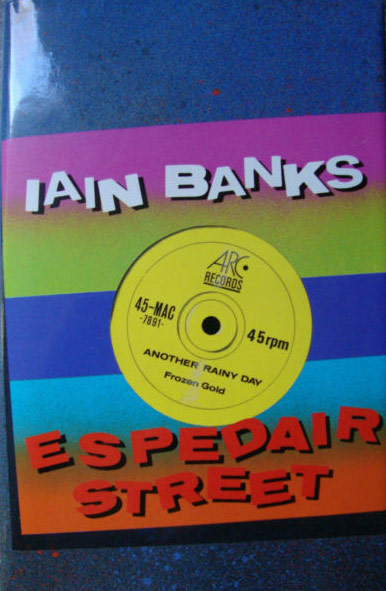 IAIN BANKS
ARC
RECORDS
45-MAC
-7891-
45rpm
ANOTHER RAINY DAY
Frozen Gold
ESPEDAIR
STREET